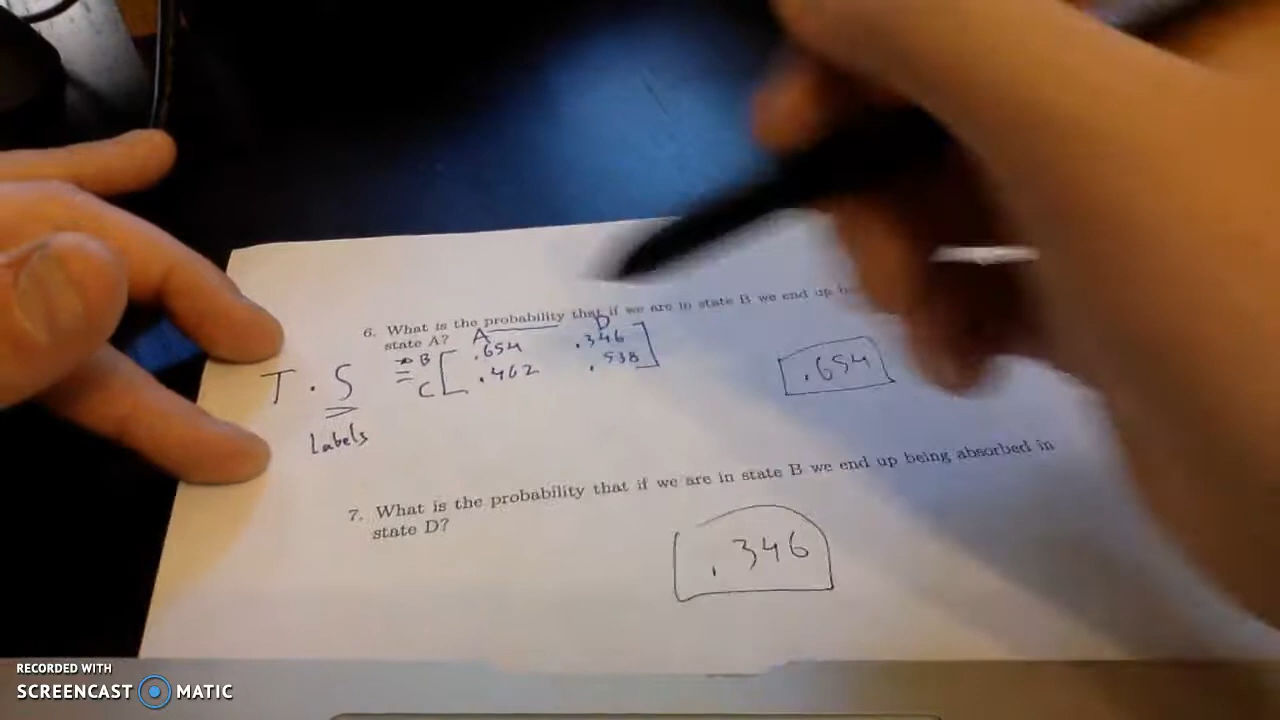 6. What is the probability that if we are in state B we end up
state A?
A D
B .654 .346
C .462 .538
T . S
Labels
.654
7. What is the probability that if we are in state B we end up being absorbed in
state D?
.346
RECORDED WITH
SCREENCAST MATIC